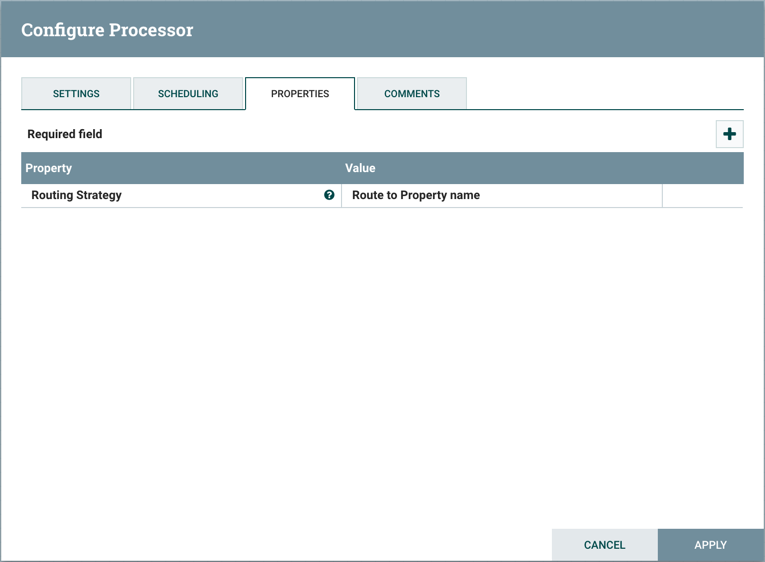 Configure Processor
SETTINGS SCHEDULING PROPERTIES COMMENTS
Required field
Property Value
Routing Strategy Route to Property name
CANCEL APPLY